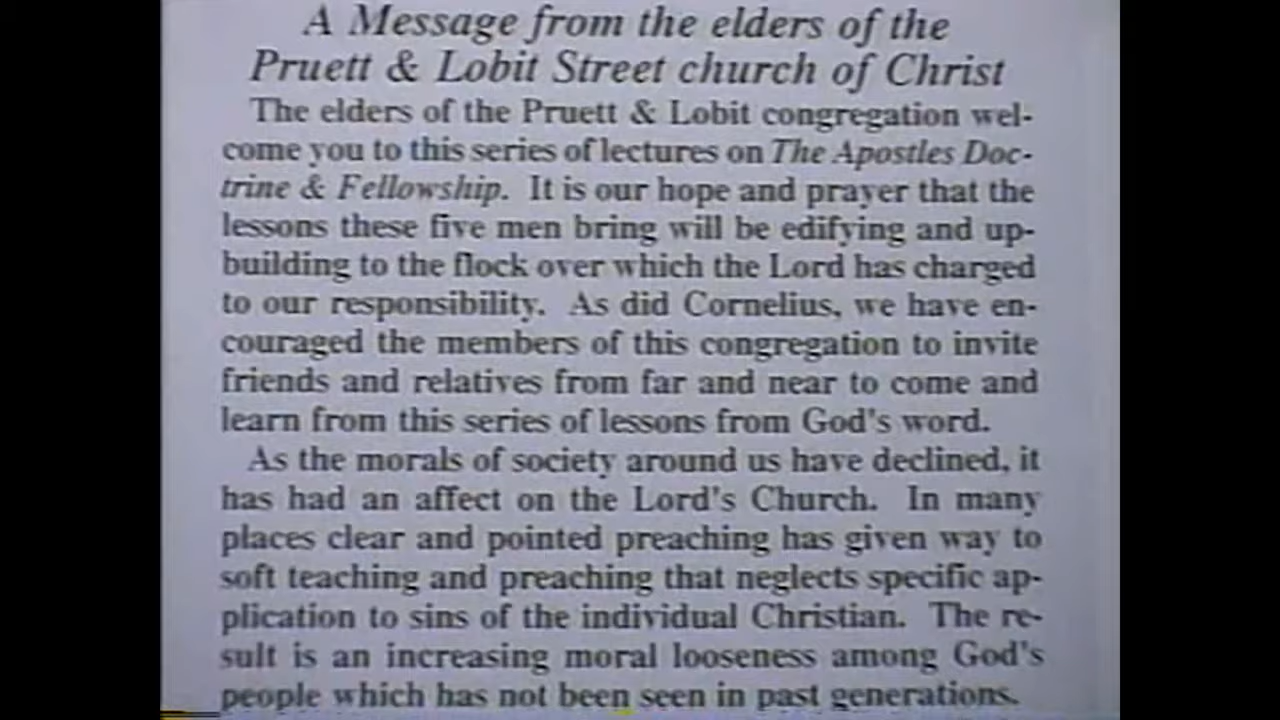 A Message from the elders of the
Pruett & Lobit Street church of Christ
The elders of the Pruett & Lobit congregation wel-
come you to this series of lectures on The Apostles Doc-
trine & Fellowship. It is our hope and prayer that the
lessons these five men bring will be edifying and up-
building to the flock over which the Lord has charged
to our responsibility. As did Cornelius, we have en-
couraged the members of this congregation to invite
friends and relatives from far and near to come and
learn from this series of lessons from God's word.
As the morals of society around us have declined, it
has had an affect on the Lord's Church. In many
places clear and pointed preaching has given way to
soft teaching and preaching that neglects specific ap-
plication to sins of the individual Christian. The re-
sult is an increasing moral looseness among God's
people which has not been seen in past generations.